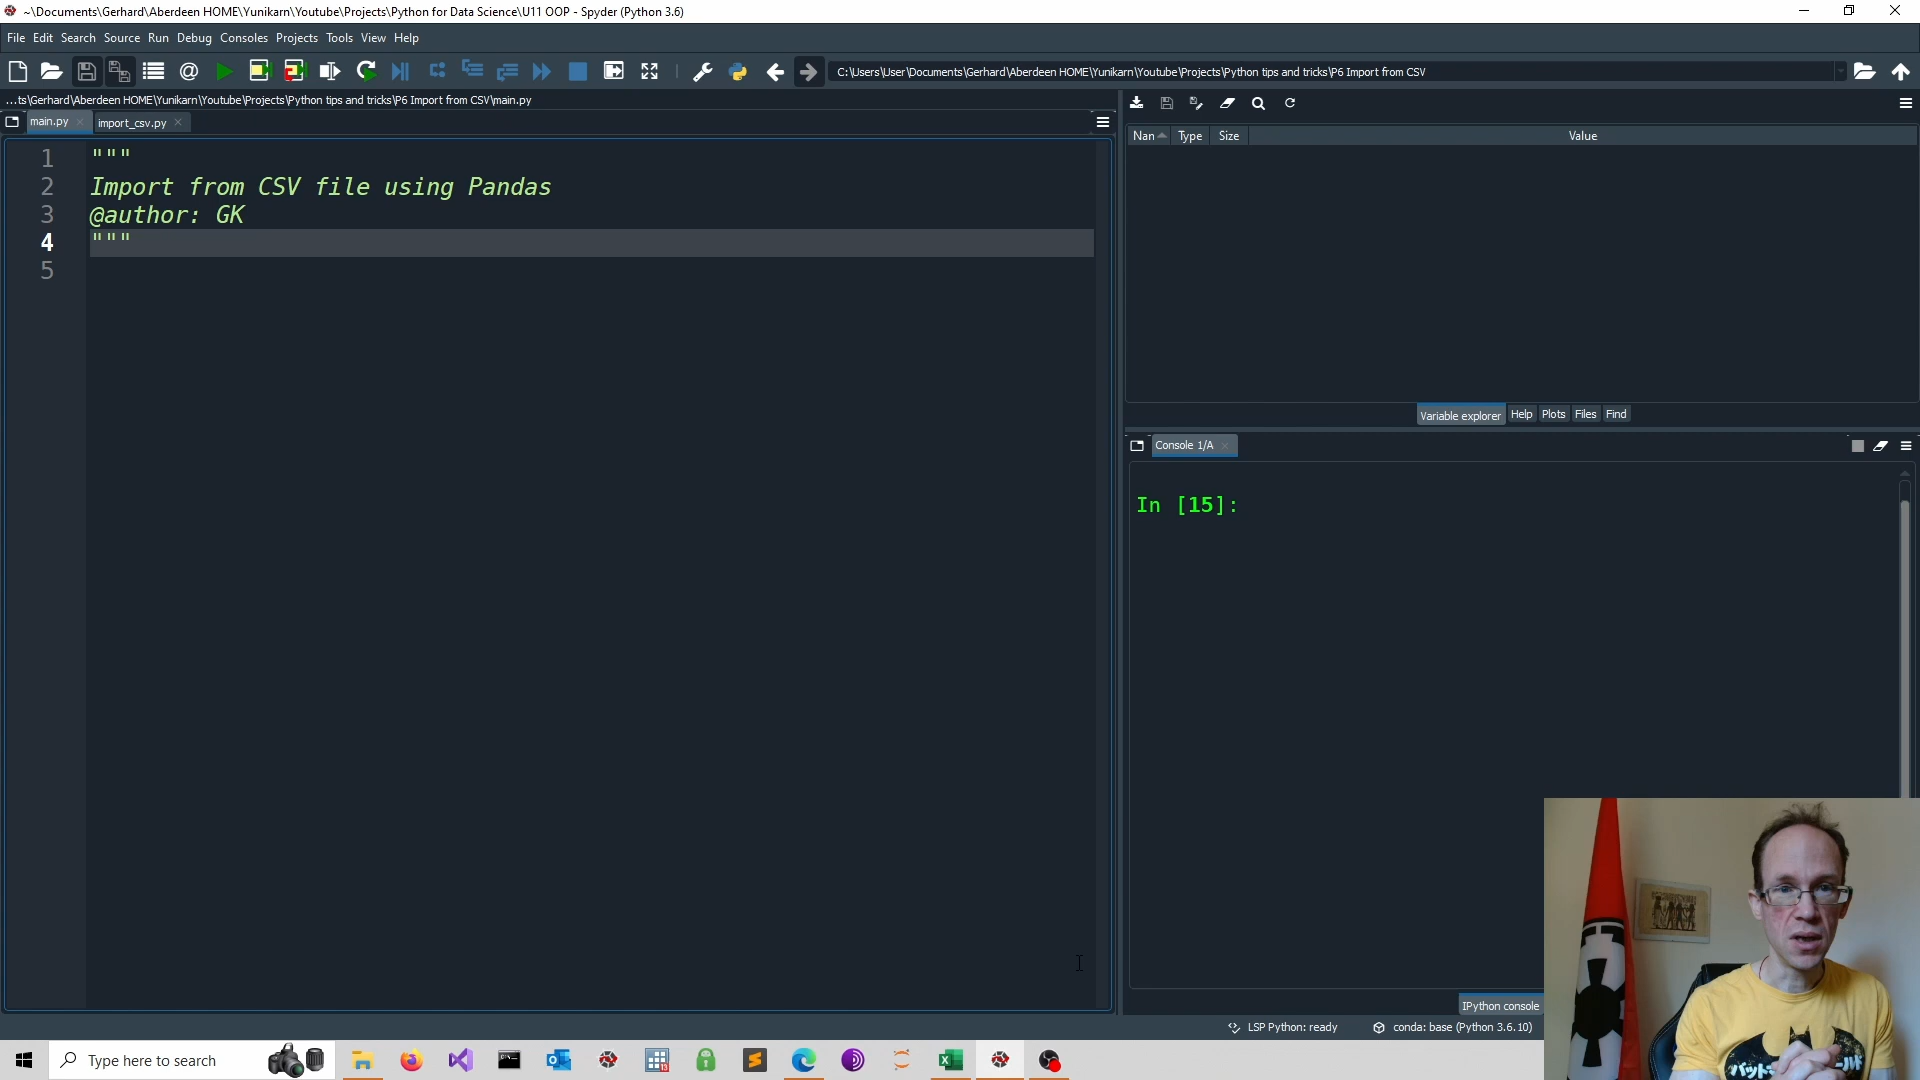 ~\Documents\Gerhard\Aberdeen HOME\Yunikarn\Youtube\Projects\Python for Data Science\U11 OOP - Spyder (Python 3.6)
File Edit Search Source Run Debug Consoles Projects Tools View Help
C:\Users\User\Documents\Gerhard\Aberdeen HOME\Yunikarn\Youtube\Projects\Python tips and tricks\P6 Import from CSV
...ts\Gerhard\Aberdeen HOME\Yunikarn\Youtube\Projects\Python tips and tricks\P6 Import from CSV\main.py
main.py import_csv.py
1 """
2 Import from CSV file using Pandas
3 @author: GK
4 """
5
Nan Type Size Value
Variable explorer Help Plots Files Find
Console 1/A
In [15]:
IPython console
LSP Python: ready conda: base (Python 3.6.10)
Type here to search